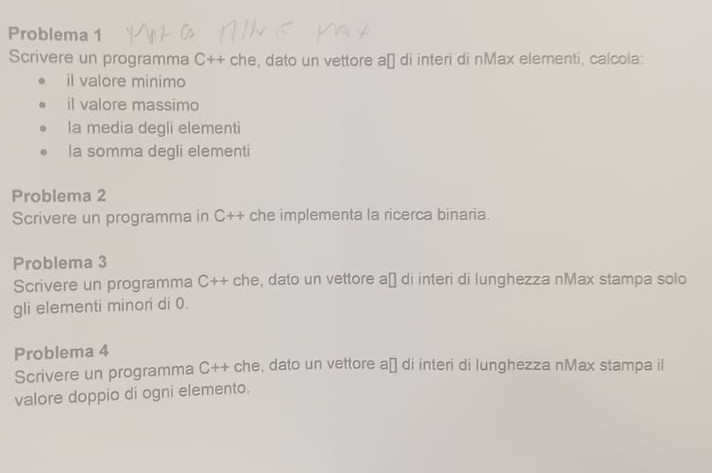 Problema 1
Scrivere un programma C++ che, dato un vettore a[] di interi di nMax elementi, calcola:
• il valore minimo
• il valore massimo
• la media degli elementi
• la somma degli elementi
Problema 2
Scrivere un programma in C++ che implementa la ricerca binaria.
Problema 3
Scrivere un programma C++ che, dato un vettore a[] di interi di lunghezza nMax stampa solo
gli elementi minori di 0.
Problema 4
Scrivere un programma C++ che, dato un vettore a[] di interi di lunghezza nMax stampa il
valore doppio di ogni elemento.